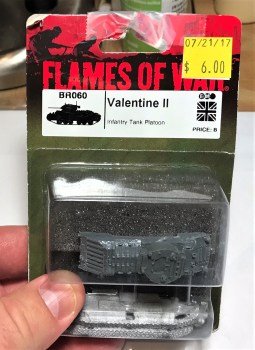 07/21/17
$ 6.00
FLAMES OF WAR
BR060
Valentine II
Infantry Tank Platoon
PRICE: B